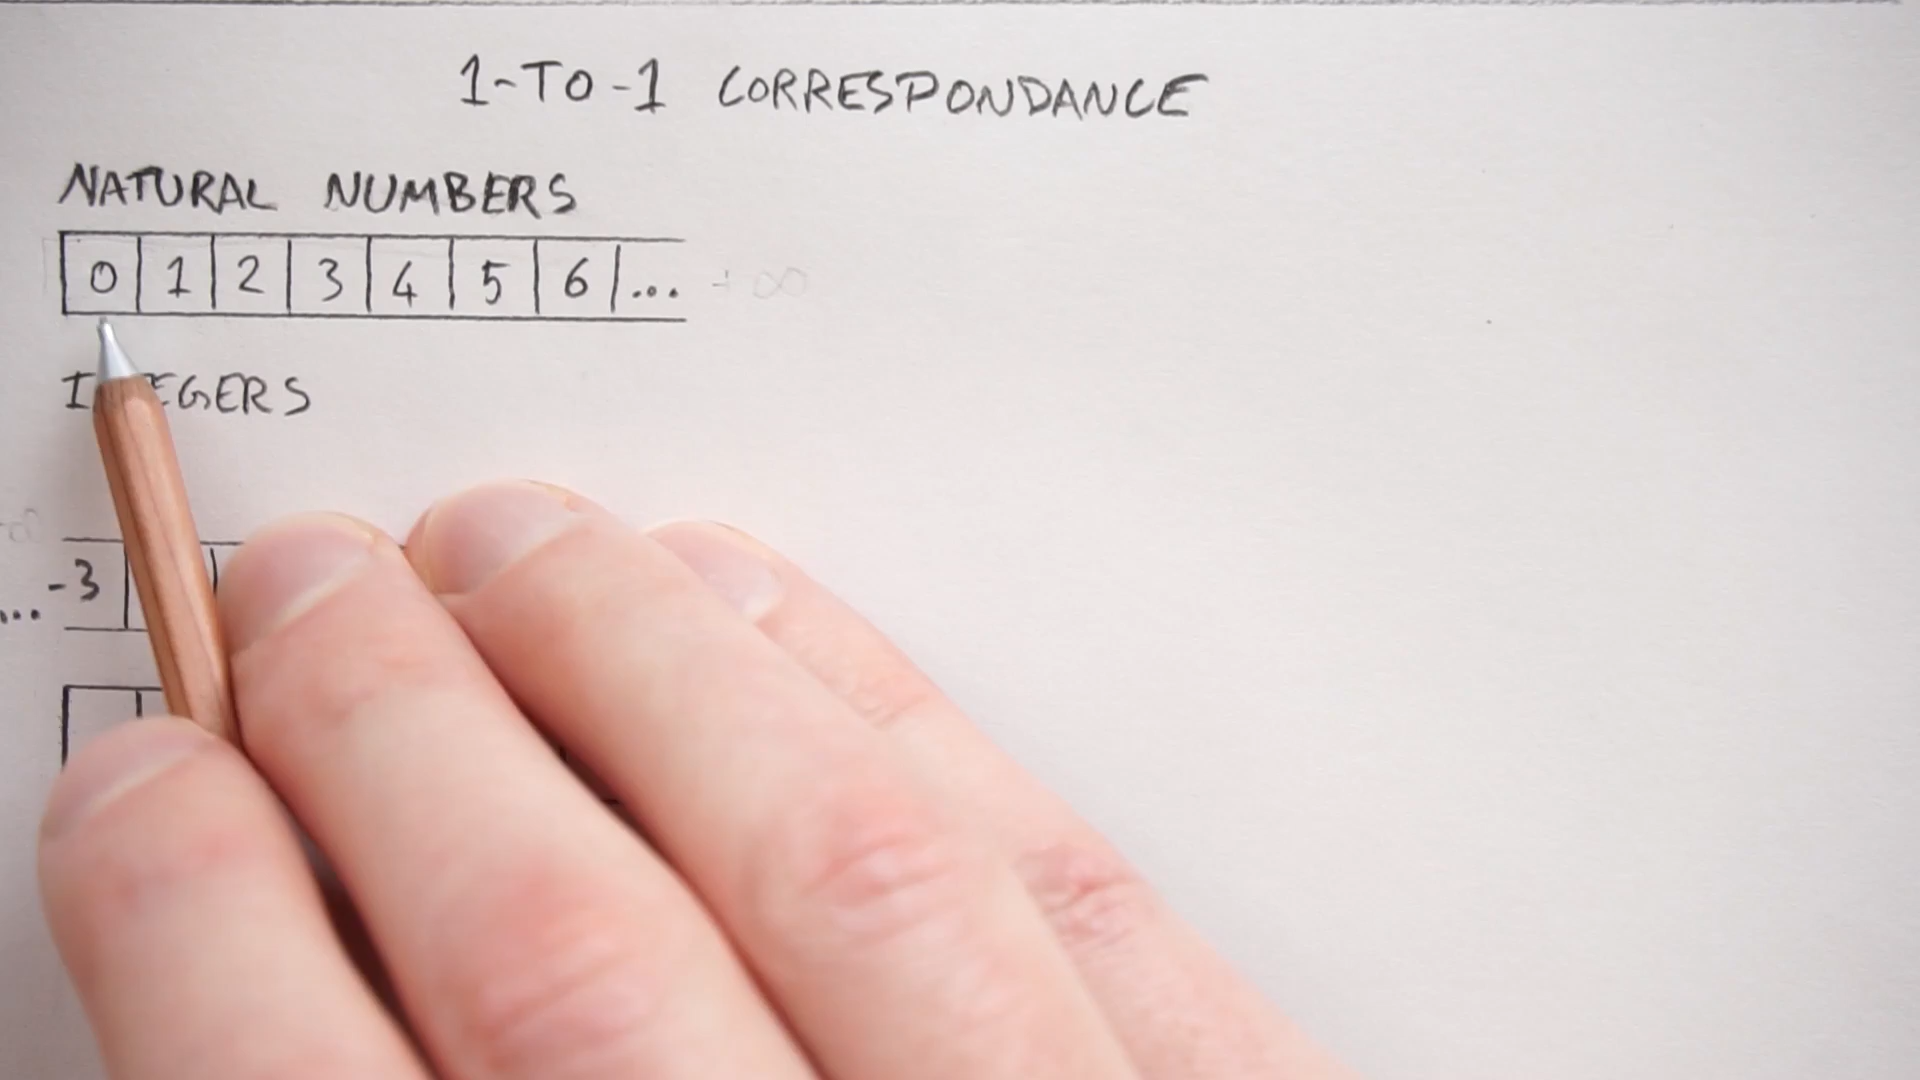 1-TO-1 CORRESPONDANCE
NATURAL NUMBERS
0 1 2 3 4 5 6 ... +∞
... -3